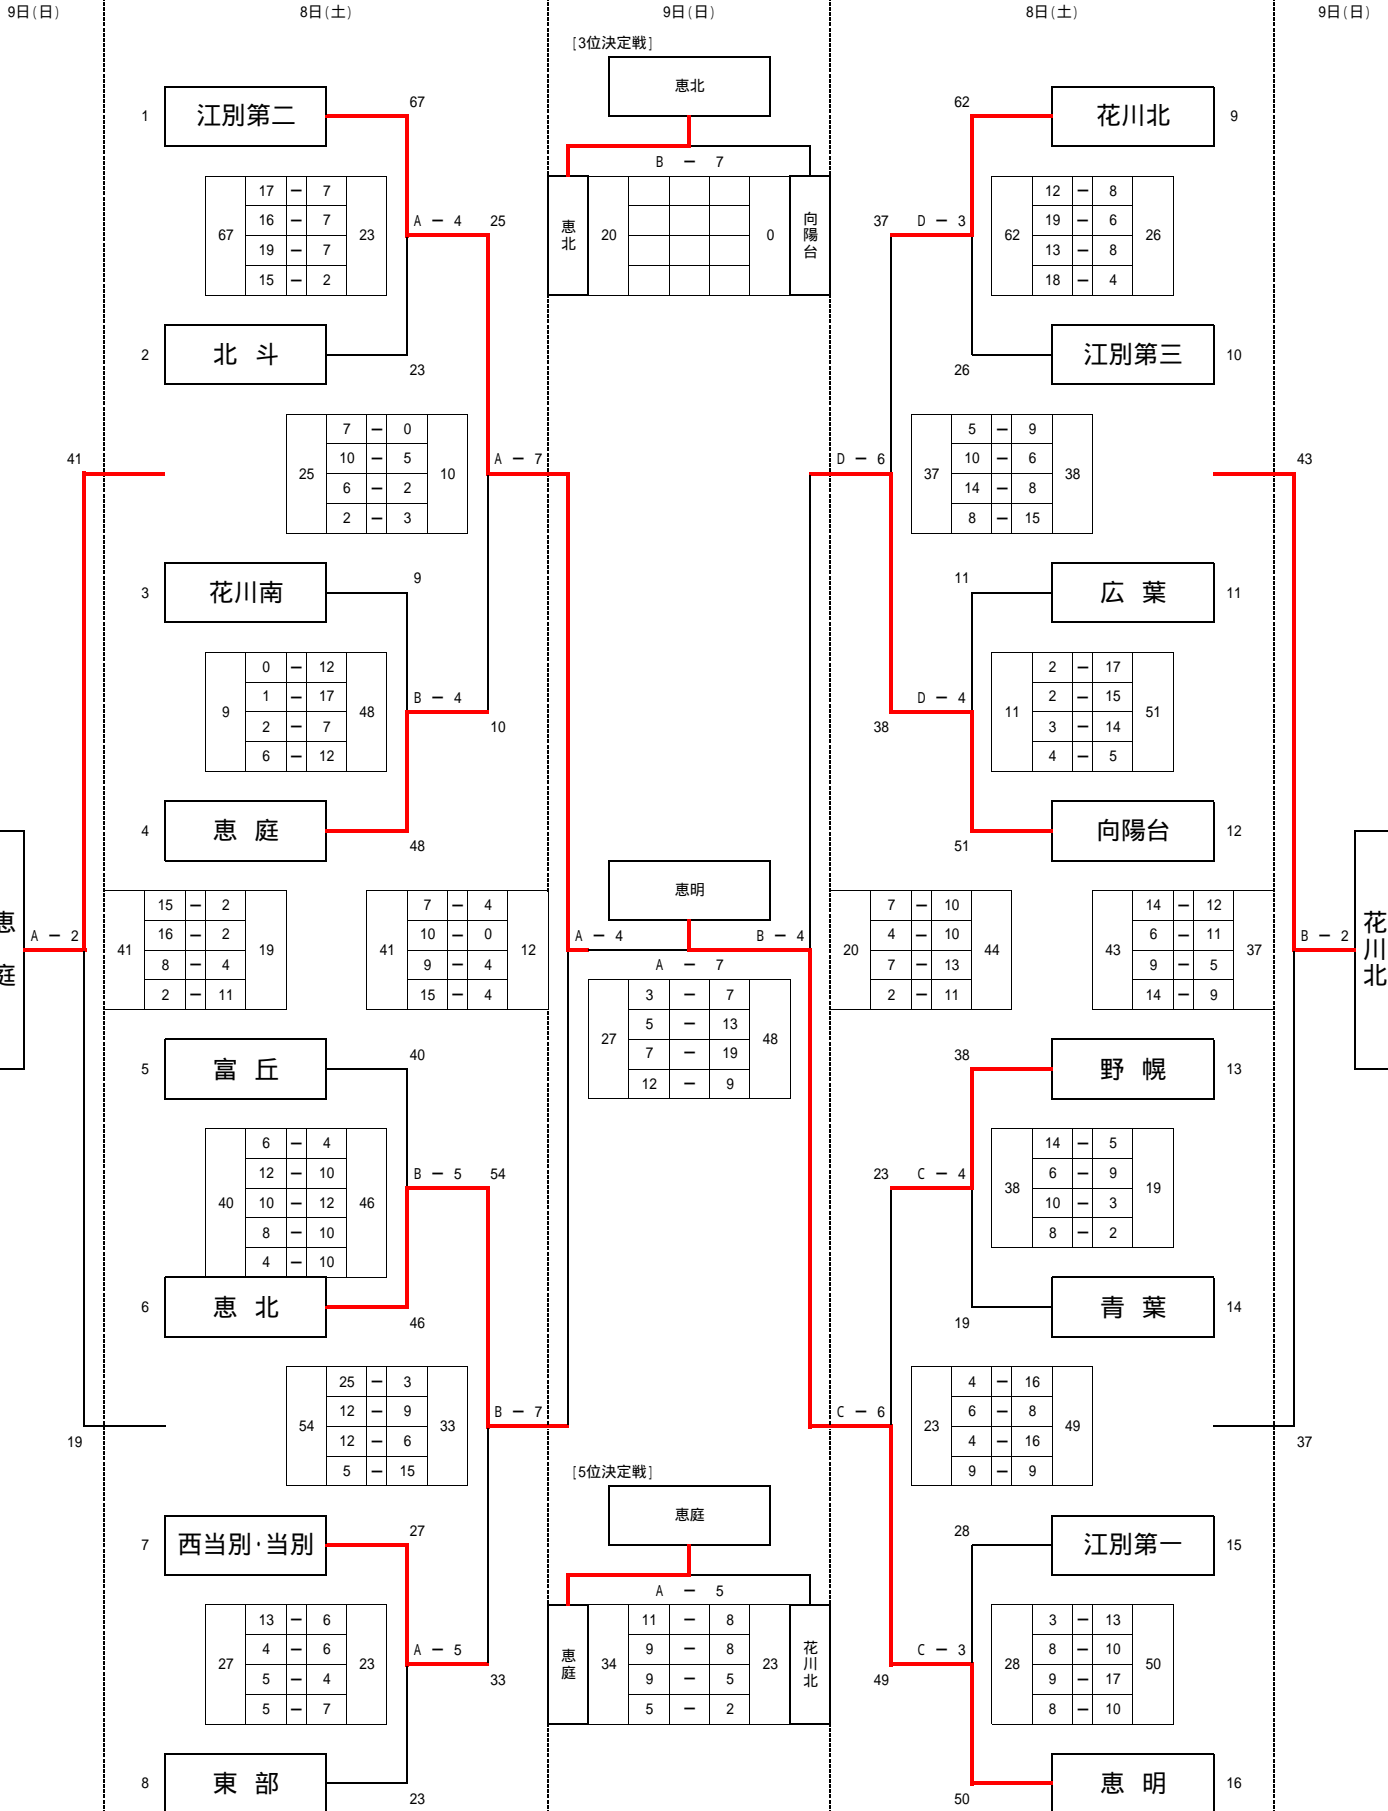 9日(日) 8日(土) 9日(日) 8日(土) 9日(日)
[3位決定戦]
恵北
67 62
1 江別第二 花川北 9
B － 7
17 － 7
16 － 7
19 － 7
15 － 2
67 23
A － 4 25
恵北 20 0 向陽台
37 D － 3
12 － 8
19 － 6
13 － 8
18 － 4
62 26
2 北 斗 江別第三 10
23 26
7 － 0
10 － 5
6 － 2
2 － 3
25 10
A － 7
D － 6
5 － 9
10 － 6
14 － 8
8 － 15
37 38
41 43
9 11
3 花川南 広 葉 11
0 － 12
1 － 17
2 － 7
6 － 12
9 48
B － 4
10
D － 4
38
2 － 17
2 － 15
3 － 14
4 － 5
11 51
4 恵 庭 向陽台 12
48 51
恵明
恵庭 A － 2
15 － 2
16 － 2
8 － 4
2 － 11
41 19
7 － 4
10 － 0
9 － 4
15 － 4
41 12
A － 4 B － 4
A － 7
3 － 7
5 － 13
7 － 19
12 － 9
27 48
7 － 10
4 － 10
7 － 13
2 － 11
20 44
14 － 12
6 － 11
9 － 5
14 － 9
43 37
B － 2 花川北
40 38
5 富 丘 野 幌 13
6 － 4
12 － 10
10 － 12
8 － 10
4 － 10
40 46
B － 5 54
23 C － 4
14 － 5
6 － 9
10 － 3
8 － 2
38 19
6 恵 北 青 葉 14
46 19
25 － 3
12 － 9
12 － 6
5 － 15
54 33
B － 7
C － 6
4 － 16
6 － 8
4 － 16
9 － 9
23 49
19 37
[5位決定戦]
恵庭
27 28
7 西当別・当別 江別第一 15
A － 5
13 － 6
4 － 6
5 － 4
5 － 7
27 23
A － 5
33
恵庭 34
11 － 8
9 － 8
9 － 5
5 － 2
23 花川北
C － 3
49
3 － 13
8 － 10
9 － 17
8 － 10
28 50
8 東 部 恵 明 16
23 50